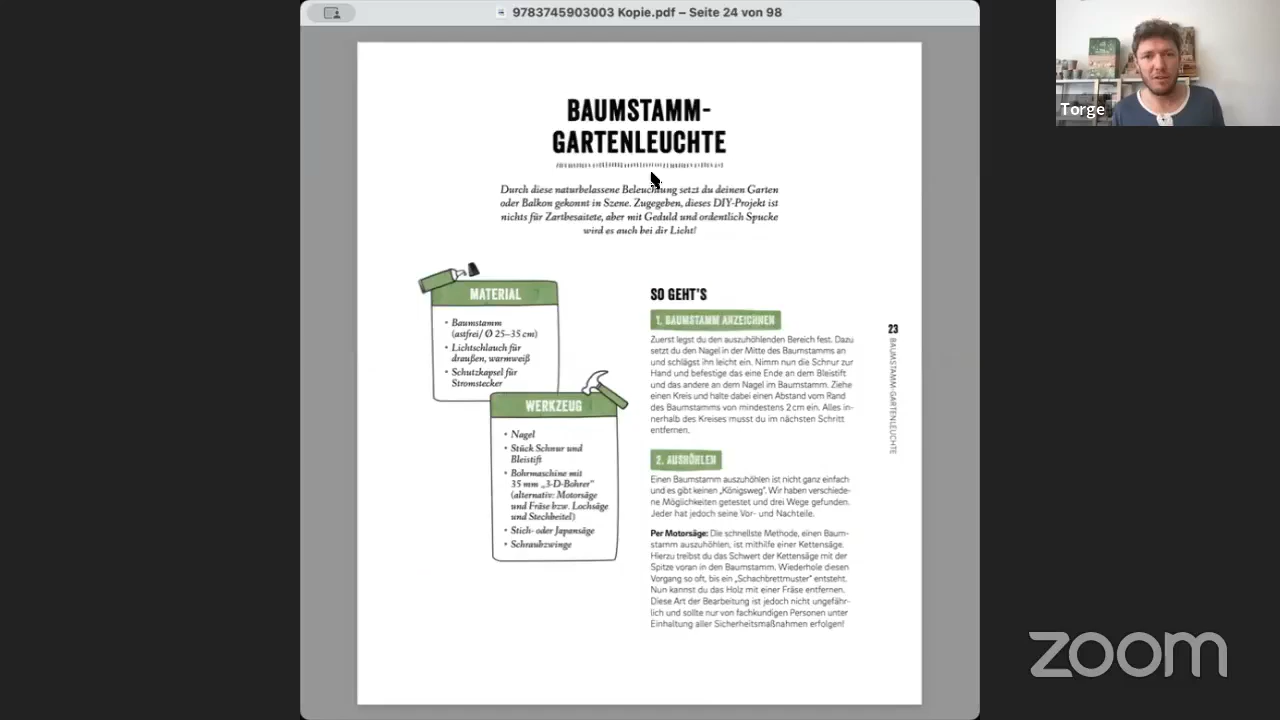 9783745903003 Kopie.pdf – Seite 24 von 98
Torge
BAUMSTAMM-
GARTENLEUCHTE
Durch diese naturbelassene Beleuchtung setzt du deinen Garten
oder Balkon gekonnt in Szene. Zugegeben, dieses DIY-Projekt ist
nichts für Zartbesaitete, aber mit Geduld und ordentlich Spucke
wird es auch bei dir Licht!
MATERIAL
• Baumstamm
(astfrei/ Ø 25–35 cm)
• Lichtschlauch für
draußen, warmweiß
• Schutzkapsel für
Stromstecker
WERKZEUG
• Nagel
• Stück Schnur und
Bleistift
• Bohrmaschine mit
35 mm „3-D-Bohrer“
(alternativ: Motorsäge
und Fräse bzw. Lochsäge
und Stechbeitel)
• Stich- oder Japansäge
• Schraubzwinge
SO GEHT'S
1. BAUMSTAMM ANZEICHNEN
Zuerst legst du den auszuhöhlenden Bereich fest. Dazu
setzt du den Nagel in der Mitte des Baumstamms an
und schlägst ihn leicht ein. Nimm nun die Schnur zur
Hand und befestige das eine Ende an dem Bleistift
und das andere an dem Nagel im Baumstamm. Ziehe
einen Kreis und halte dabei einen Abstand vom Rand
des Baumstamms von mindestens 2 cm ein. Alles in-
nerhalb des Kreises musst du im nächsten Schritt
entfernen.
2. AUSHÖHLEN
Einen Baumstamm auszuhöhlen ist nicht ganz einfach
und es gibt keinen „Königsweg“. Wir haben verschiede-
ne Möglichkeiten getestet und drei Wege gefunden.
Jeder hat jedoch seine Vor- und Nachteile.
Per Motorsäge: Die schnellste Methode, einen Baum-
stamm auszuhöhlen, ist mithilfe einer Kettensäge.
Hierzu treibst du das Schwert der Kettensäge mit der
Spitze voran in den Baumstamm. Wiederhole diesen
Vorgang so oft, bis ein „Schachbrettmuster“ entsteht.
Nun kannst du das Holz mit einer Fräse entfernen.
Diese Art der Bearbeitung ist jedoch nicht ungefähr-
lich und sollte nur von fachkundigen Personen unter
Einhaltung aller Sicherheitsmaßnahmen erfolgen!
23
BAUMSTAMM-GARTENLEUCHTE
zoom